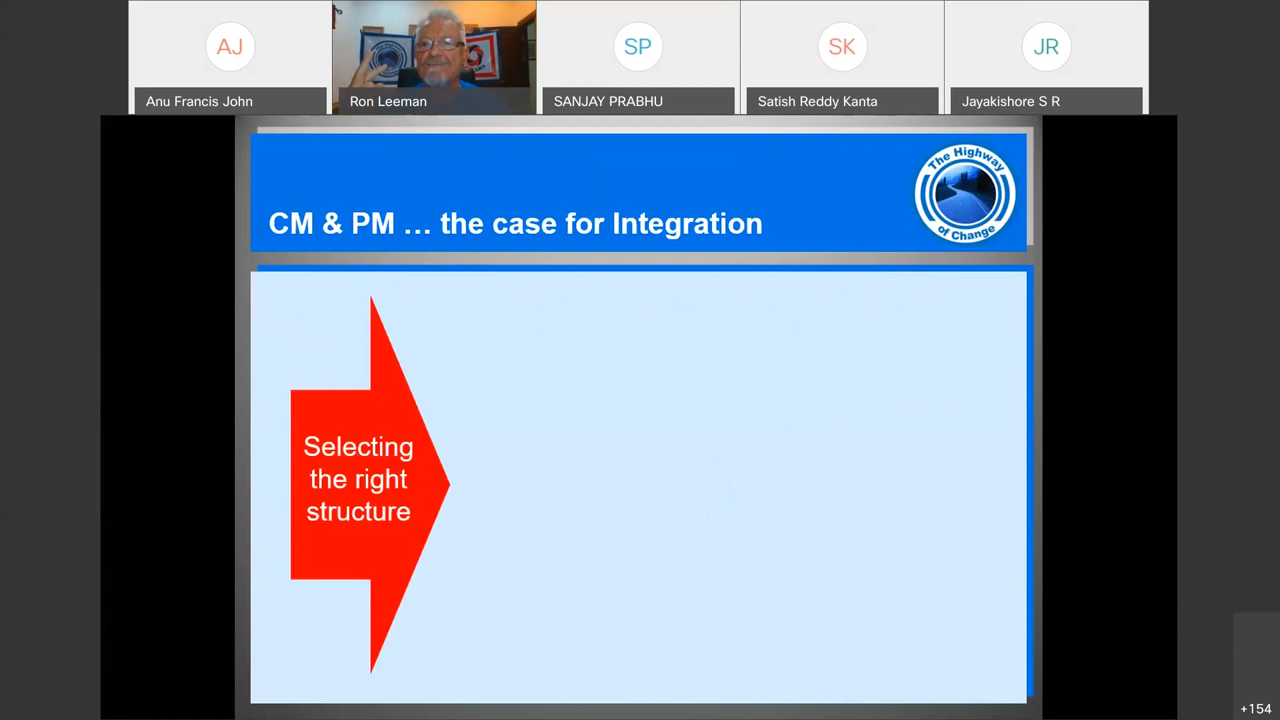 AJ
SP
SK
JR
Anu Francis John
Ron Leeman
SANJAY PRABHU
Satish Reddy Kanta
Jayakishore S R
The Highway
of Change
CM & PM … the case for Integration
Selecting
the right
structure
+154